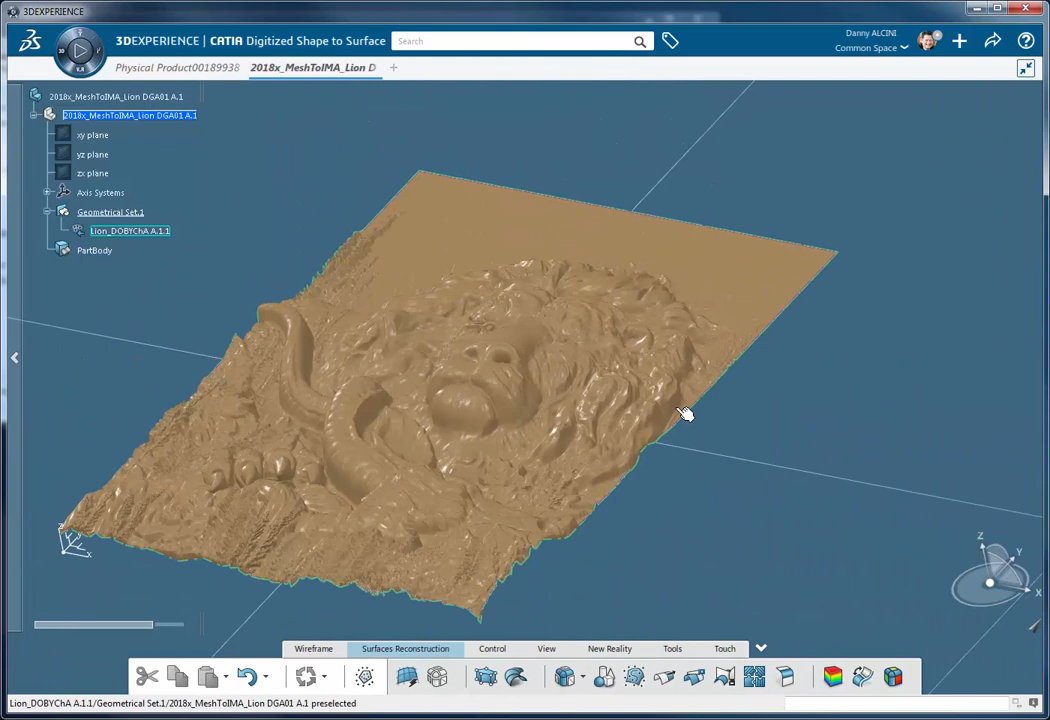 3DEXPERIENCE
3DEXPERIENCE | CATIA Digitized Shape to Surface
Search
Danny ALCINI
Common Space
3D
V.R
Physical Product00189938
2018x_MeshToIMA_Lion D
+
2018x_MeshToIMA_Lion DGA01 A.1
2018x_MeshToIMA_Lion DGA01 A.1
xy plane
yz plane
zx plane
Axis Systems
Geometrical Set.1
Lion_DOBYChA A.1.1
PartBody
Z
X
Z
Y
X
Wireframe
Surfaces Reconstruction
Control
View
New Reality
Tools
Touch
Lion_DOBYChA A.1.1/Geometrical Set.1/2018x_MeshToIMA_Lion DGA01 A.1 preselected